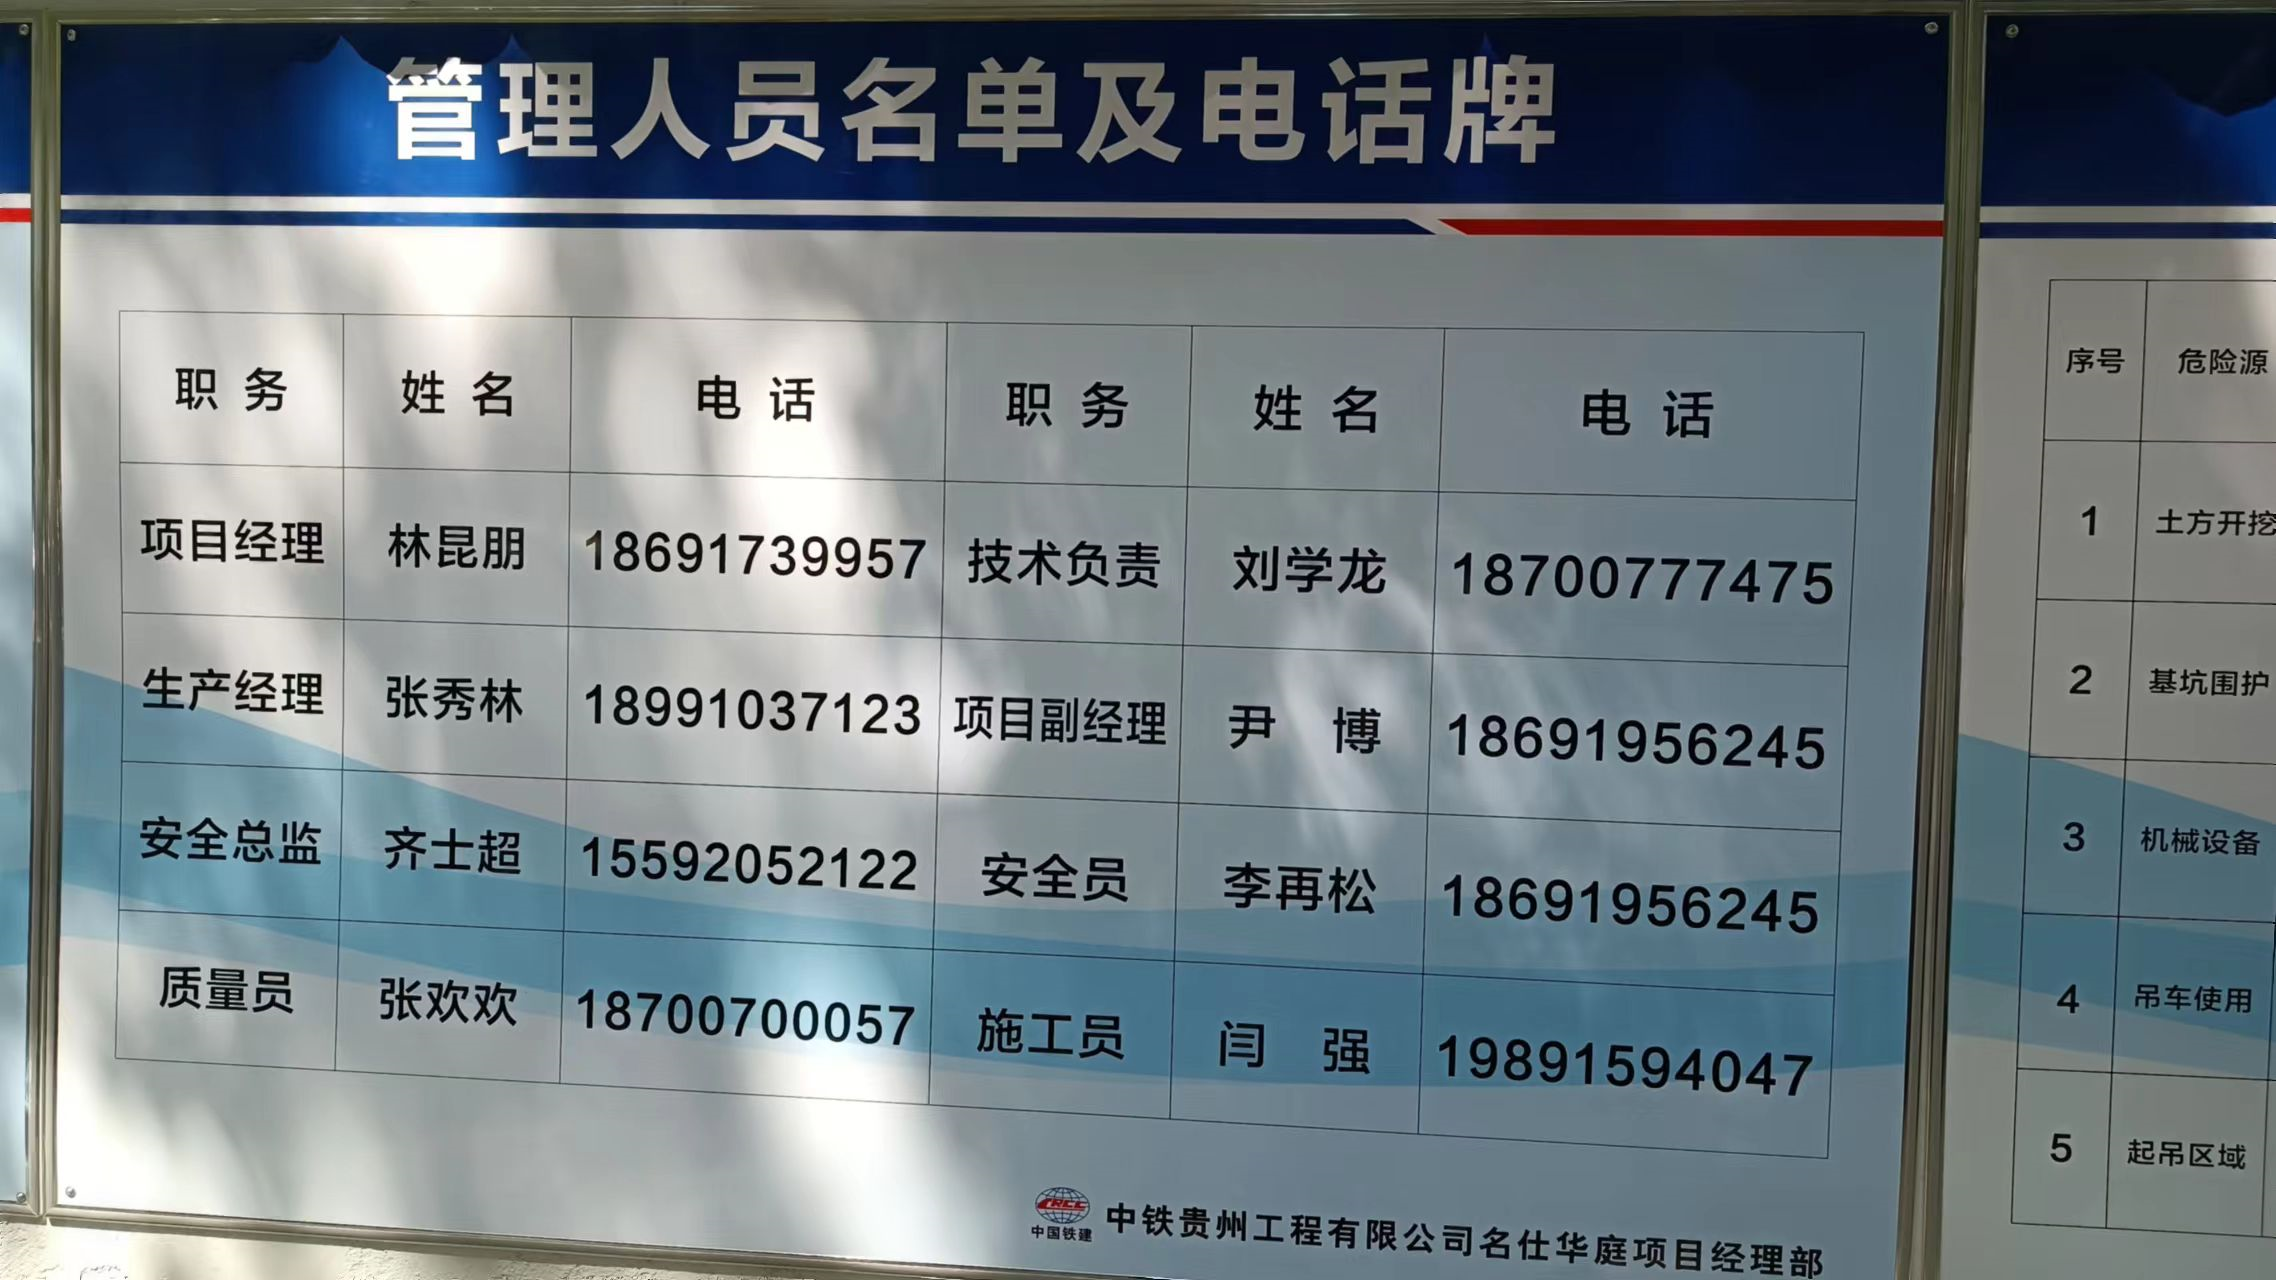 管理人员名单及电话牌
职务 姓名 电话 职务 姓名 电话
项目经理 林昆朋 18691739957 技术负责 刘学龙 18700777475
生产经理 张秀林 18991037123 项目副经理 尹博 18691956245
安全总监 齐士超 15592052122 安全员 李再松 18691956245
质量员 张欢欢 18700700057 施工员 闫强 19891594047
CRCC
中国铁建
中铁贵州工程有限公司名仕华庭项目经理部
序号 危险源
1 土方开挖
2 基坑围护
3 机械设备
4 吊车使用
5 起吊区域